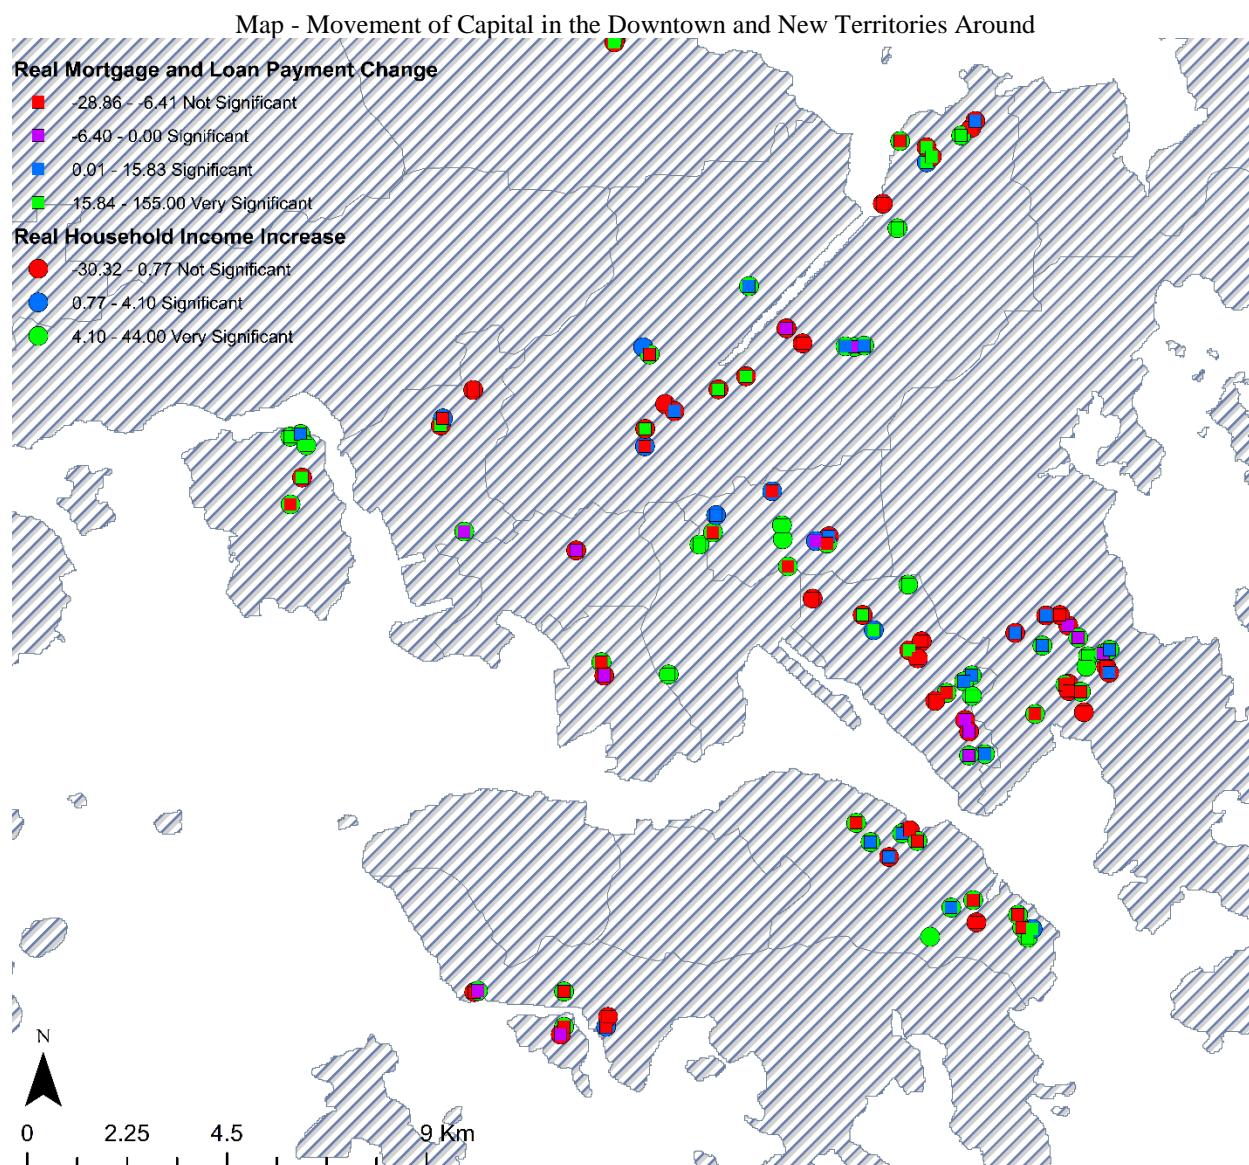 Map - Movement of Capital in the Downtown and New Territories Around
Real Mortgage and Loan Payment Change
-28.86 - -6.41 Not Significant
-6.40 - 0.00 Significant
0.01 - 15.83 Significant
15.84 - 155.00 Very Significant
Real Household Income Increase
-30.32 - 0.77 Not Significant
0.77 - 4.10 Significant
4.10 - 44.00 Very Significant
N
0 2.25 4.5 9 Km